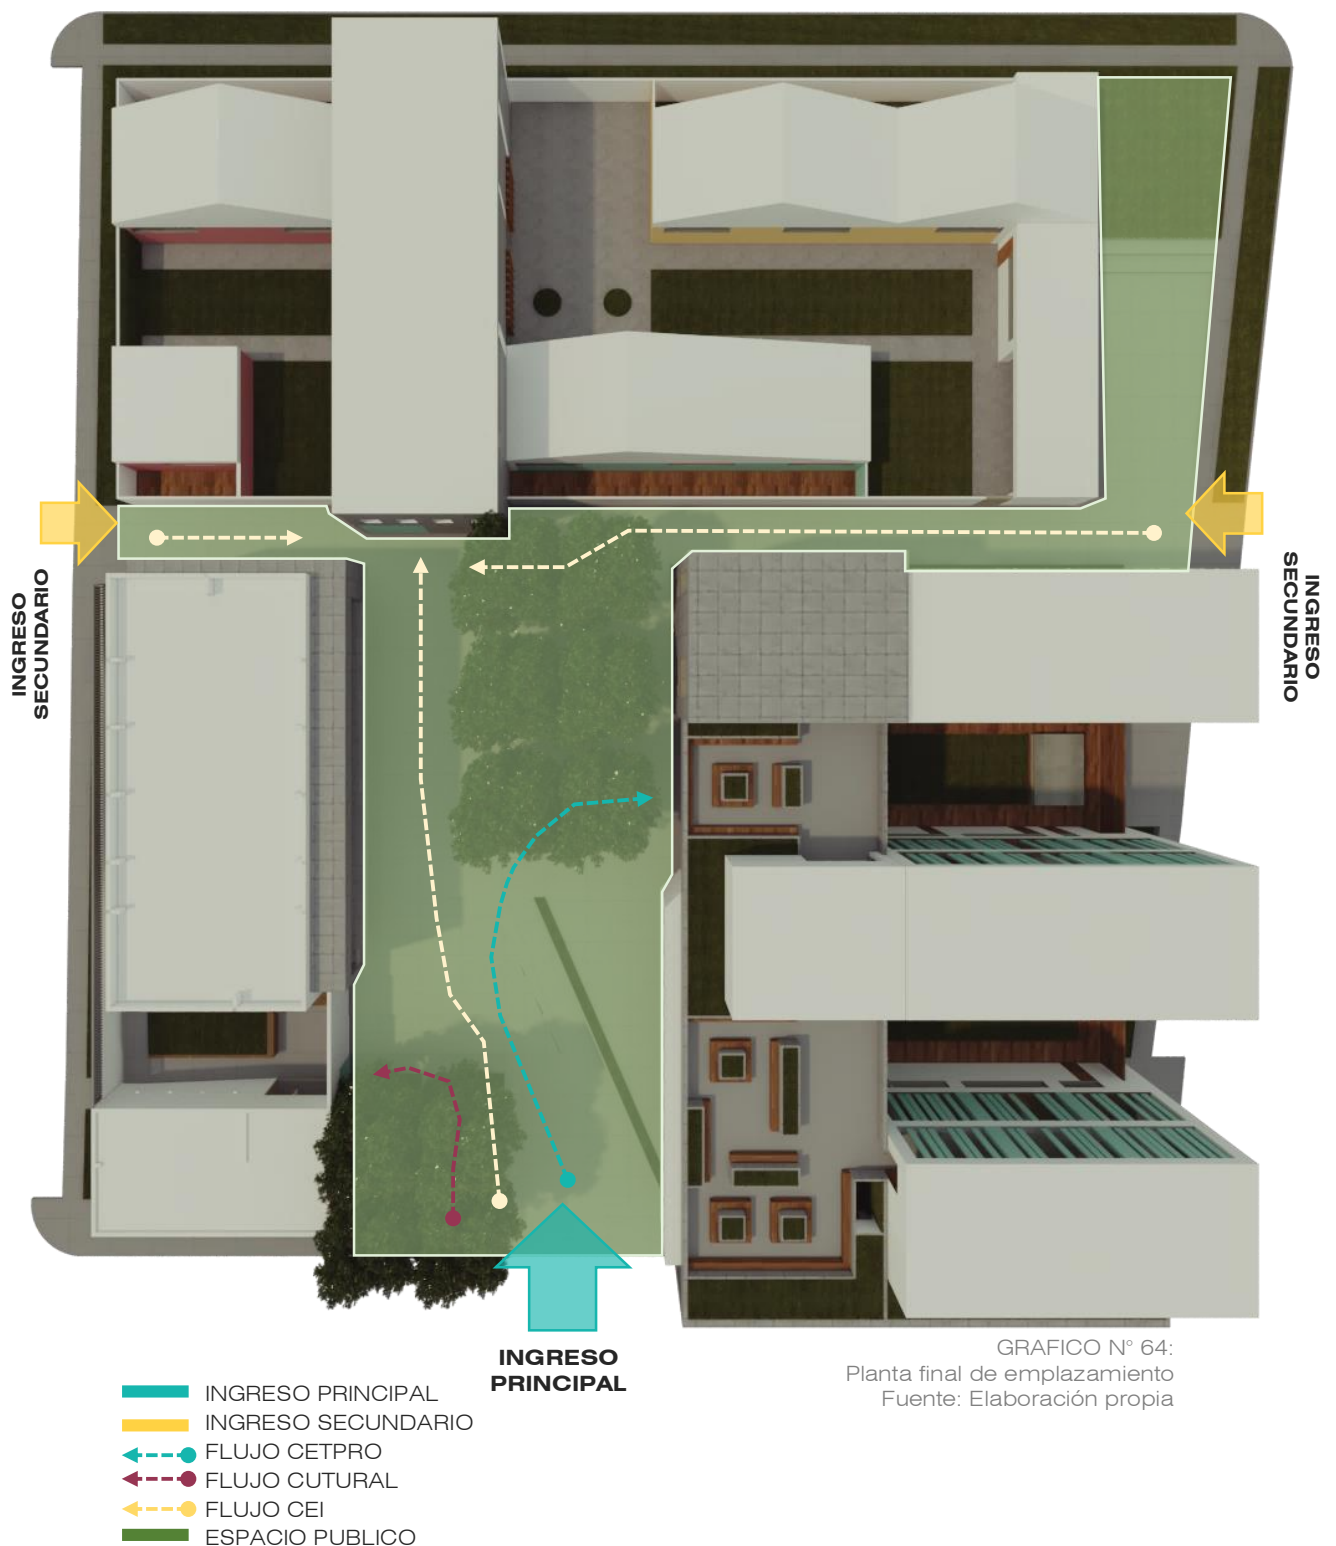 INGRESO
SECUNDARIO
INGRESO
SECUNDARIO
INGRESO
PRINCIPAL
GRAFICO N° 64:
Planta final de emplazamiento
Fuente: Elaboración propia
INGRESO PRINCIPAL
INGRESO SECUNDARIO
FLUJO CETPRO
FLUJO CUTURAL
FLUJO CEI
ESPACIO PUBLICO